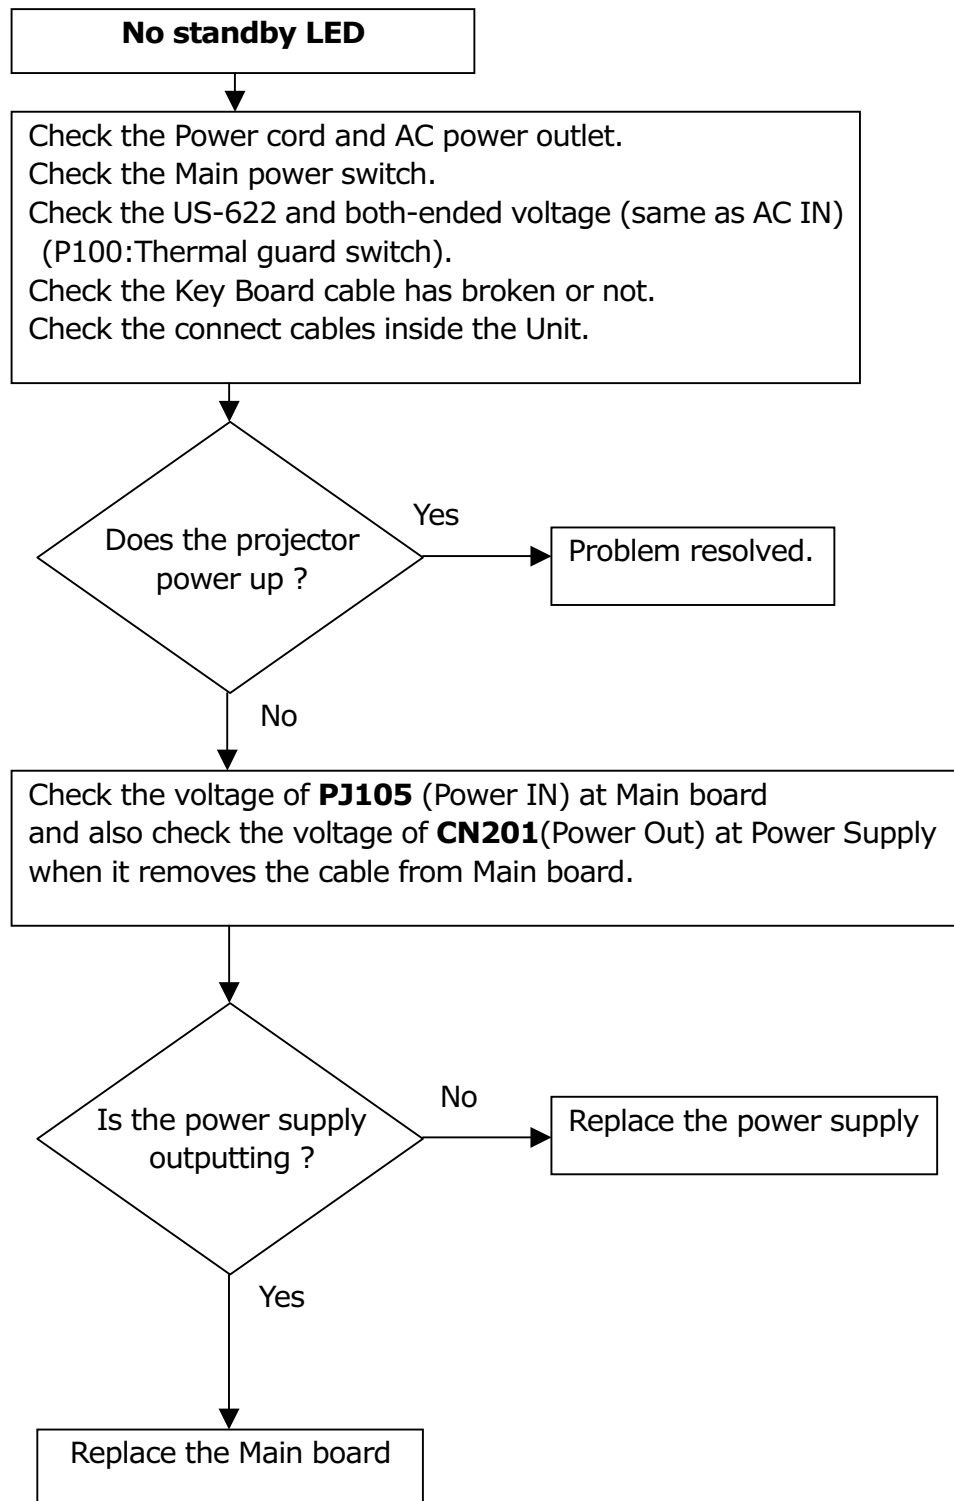 No standby LED
Check the Power cord and AC power outlet.
Check the Main power switch.
Check the US-622 and both-ended voltage (same as AC IN)
(P100:Thermal guard switch).
Check the Key Board cable has broken or not.
Check the connect cables inside the Unit.
Does the projector
power up ?
Yes
Problem resolved.
No
Check the voltage of PJ105 (Power IN) at Main board
and also check the voltage of CN201(Power Out) at Power Supply
when it removes the cable from Main board.
Is the power supply
outputting ?
No
Replace the power supply
Yes
Replace the Main board